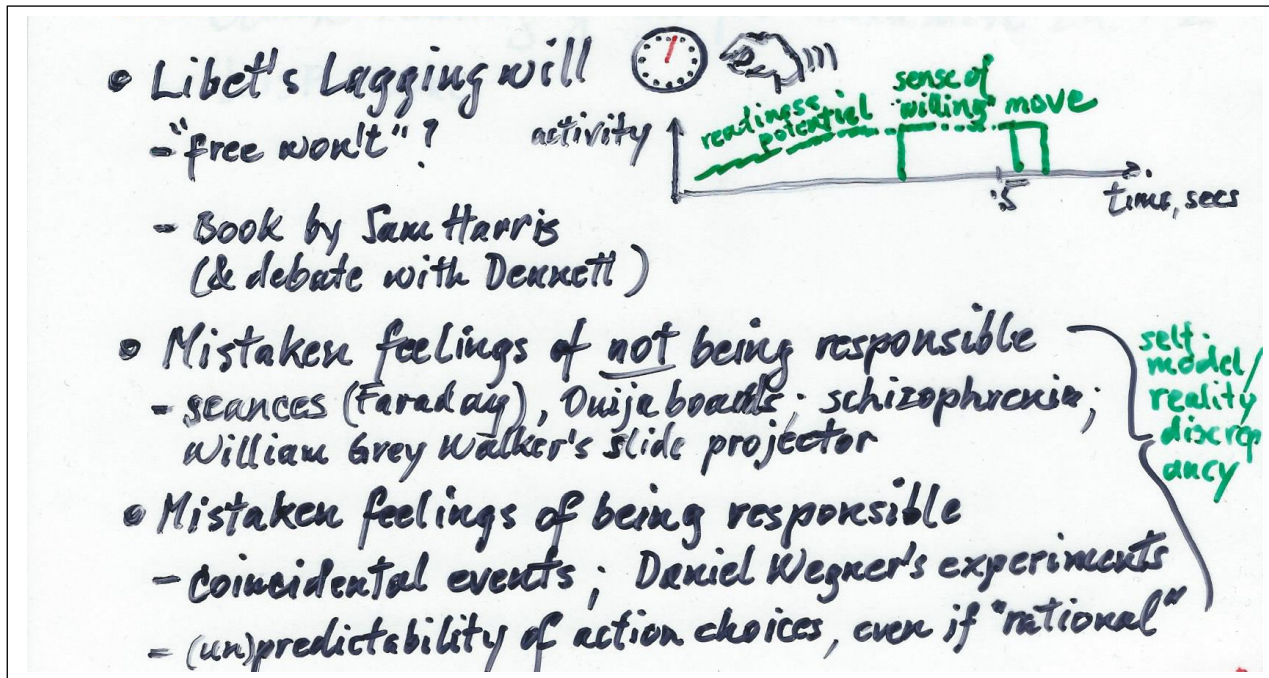 • Libet's Lagging will
- "free won't"?
activity
readiness potential
sense of "willing"
move
.5
time, secs
- Book by Sam Harris
(& debate with Dennett)
• Mistaken feelings of not being responsible
- seances (Faraday), Ouija boards; schizophrenia;
William Grey Walker's slide projector
• Mistaken feelings of being responsible
- coincidental events; Daniel Wegner's experiments
- (un)predictability of action choices, even if "rational"
self-
model/
reality
discrep
ancy